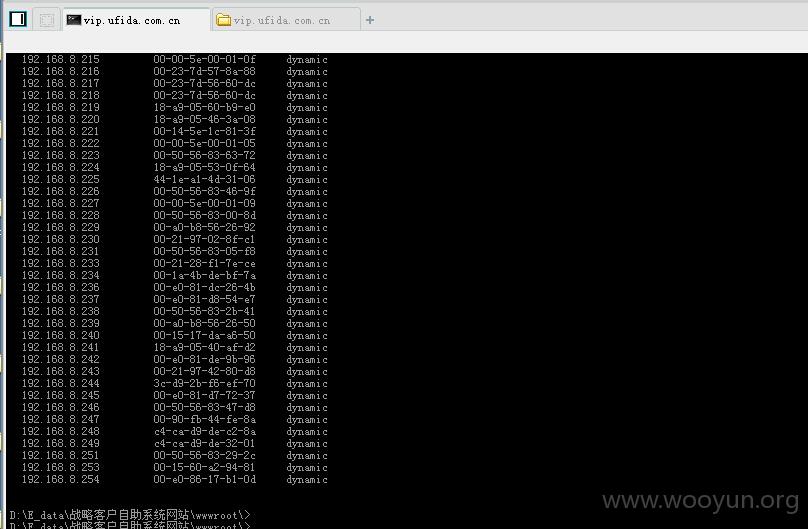 vip.ufida.com.cn vip.ufida.com.cn
192.168.8.215 00-00-5e-00-01-0f dynamic
192.168.8.216 00-23-7d-57-8a-88 dynamic
192.168.8.217 00-23-7d-56-60-dc dynamic
192.168.8.218 00-23-7d-56-60-dc dynamic
192.168.8.219 18-a9-05-60-b9-e0 dynamic
192.168.8.220 18-a9-05-46-3a-08 dynamic
192.168.8.221 00-14-5e-1c-81-3f dynamic
192.168.8.222 00-00-5e-00-01-05 dynamic
192.168.8.223 00-50-56-83-63-72 dynamic
192.168.8.224 18-a9-05-53-0f-64 dynamic
192.168.8.225 44-1e-a1-4d-31-06 dynamic
192.168.8.226 00-50-56-83-46-9f dynamic
192.168.8.227 00-00-5e-00-01-09 dynamic
192.168.8.228 00-50-56-83-00-8d dynamic
192.168.8.229 00-a0-b8-56-26-92 dynamic
192.168.8.230 00-21-97-02-8f-c1 dynamic
192.168.8.231 00-50-56-83-05-f8 dynamic
192.168.8.233 00-21-28-f1-7e-ce dynamic
192.168.8.234 00-1a-4b-de-bf-7a dynamic
192.168.8.236 00-e0-81-dc-26-4b dynamic
192.168.8.237 00-e0-81-d8-54-e7 dynamic
192.168.8.238 00-50-56-83-2b-41 dynamic
192.168.8.239 00-a0-b8-56-26-50 dynamic
192.168.8.240 00-15-17-da-a6-50 dynamic
192.168.8.241 18-a9-05-40-af-d2 dynamic
192.168.8.242 00-e0-81-de-9b-96 dynamic
192.168.8.243 00-21-97-42-80-d8 dynamic
192.168.8.244 3c-d9-2b-f6-ef-70 dynamic
192.168.8.245 00-e0-81-d7-72-37 dynamic
192.168.8.246 00-50-56-83-47-d8 dynamic
192.168.8.247 00-90-fb-44-fe-8a dynamic
192.168.8.248 c4-ca-d9-de-c2-8a dynamic
192.168.8.249 c4-ca-d9-de-32-01 dynamic
192.168.8.251 00-50-56-83-29-2c dynamic
192.168.8.253 00-15-60-a2-94-81 dynamic
192.168.8.254 00-e0-86-17-b1-0d dynamic
www.wooyun.org
D:\E_data\战略客户自助系统网站\wwwroot\>
D:\E_data\战略客户自助系统网站\wwwroot\>